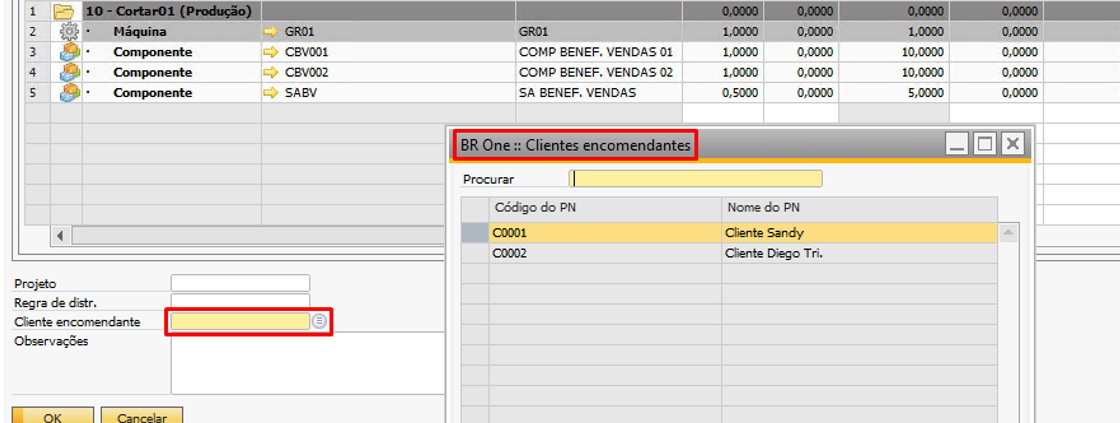 1 10 - Cortar01 (Produção) 0,0000 0,0000 0,0000 0,0000
2 · Máquina GR01 GR01 1,0000 0,0000 1,0000 0,0000
3 · Componente CBV001 COMP BENEF. VENDAS 01 1,0000 0,0000 10,0000 0,0000
4 · Componente CBV002 COMP BENEF. VENDAS 02 1,0000 0,0000 10,0000 0,0000
5 · Componente SABV SA BENEF. VENDAS 0,5000 0,0000 5,0000 0,0000
BR One :: Clientes encomendantes
Procurar
Código do PN Nome do PN
C0001 Cliente Sandy
C0002 Cliente Diego Tri.
Projeto
Regra de distr.
Cliente encomendante
Observações
OK Cancelar